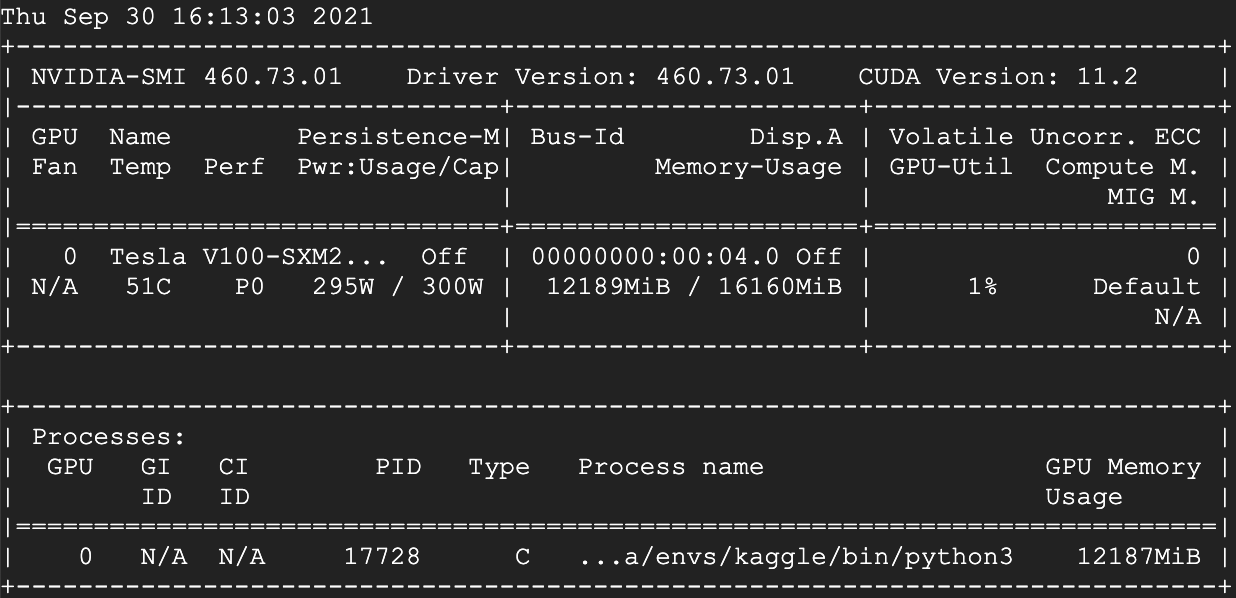 Thu Sep 30 16:13:03 2021
+-----------------------------------------------------------------------------+
| NVIDIA-SMI 460.73.01    Driver Version: 460.73.01    CUDA Version: 11.2     |
|-------------------------------+----------------------+----------------------+
| GPU  Name        Persistence-M| Bus-Id        Disp.A | Volatile Uncorr. ECC |
| Fan  Temp  Perf  Pwr:Usage/Cap|         Memory-Usage | GPU-Util  Compute M. |
|                               |                      |               MIG M. |
|===============================+======================+======================|
|   0  Tesla V100-SXM2...  Off  | 00000000:00:04.0 Off |                    0 |
| N/A   51C    P0   295W / 300W |  12189MiB / 16160MiB |      1%      Default |
|                               |                      |                  N/A |
+-------------------------------+----------------------+----------------------+

+-----------------------------------------------------------------------------+
| Processes:                                                                  |
|  GPU   GI   CI        PID   Type   Process name                  GPU Memory |
|        ID   ID                                                   Usage      |
|=============================================================================|
|    0   N/A  N/A     17728      C   ...a/envs/kaggle/bin/python3    12187MiB |
+-----------------------------------------------------------------------------+